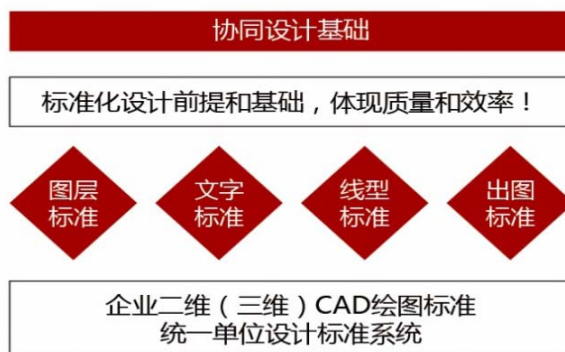 协同设计基础
标准化设计前提和基础，体现质量和效率！
图层
标准
文字
标准
线型
标准
出图
标准
企业二维（三维）CAD绘图标准
统一单位设计标准系统